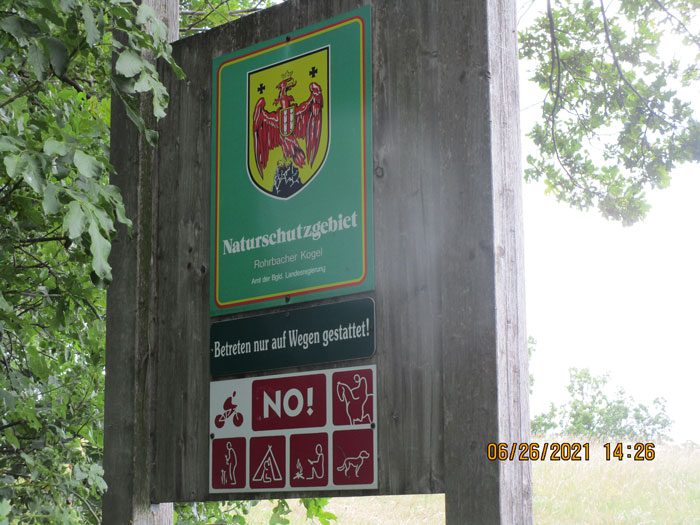 Naturschutzgebiet
Rohrbacher Kogel
Amt der Bgld. Landesregierung
Betreten nur auf Wegen gestattet!
NO!
06/26/2021 14:26